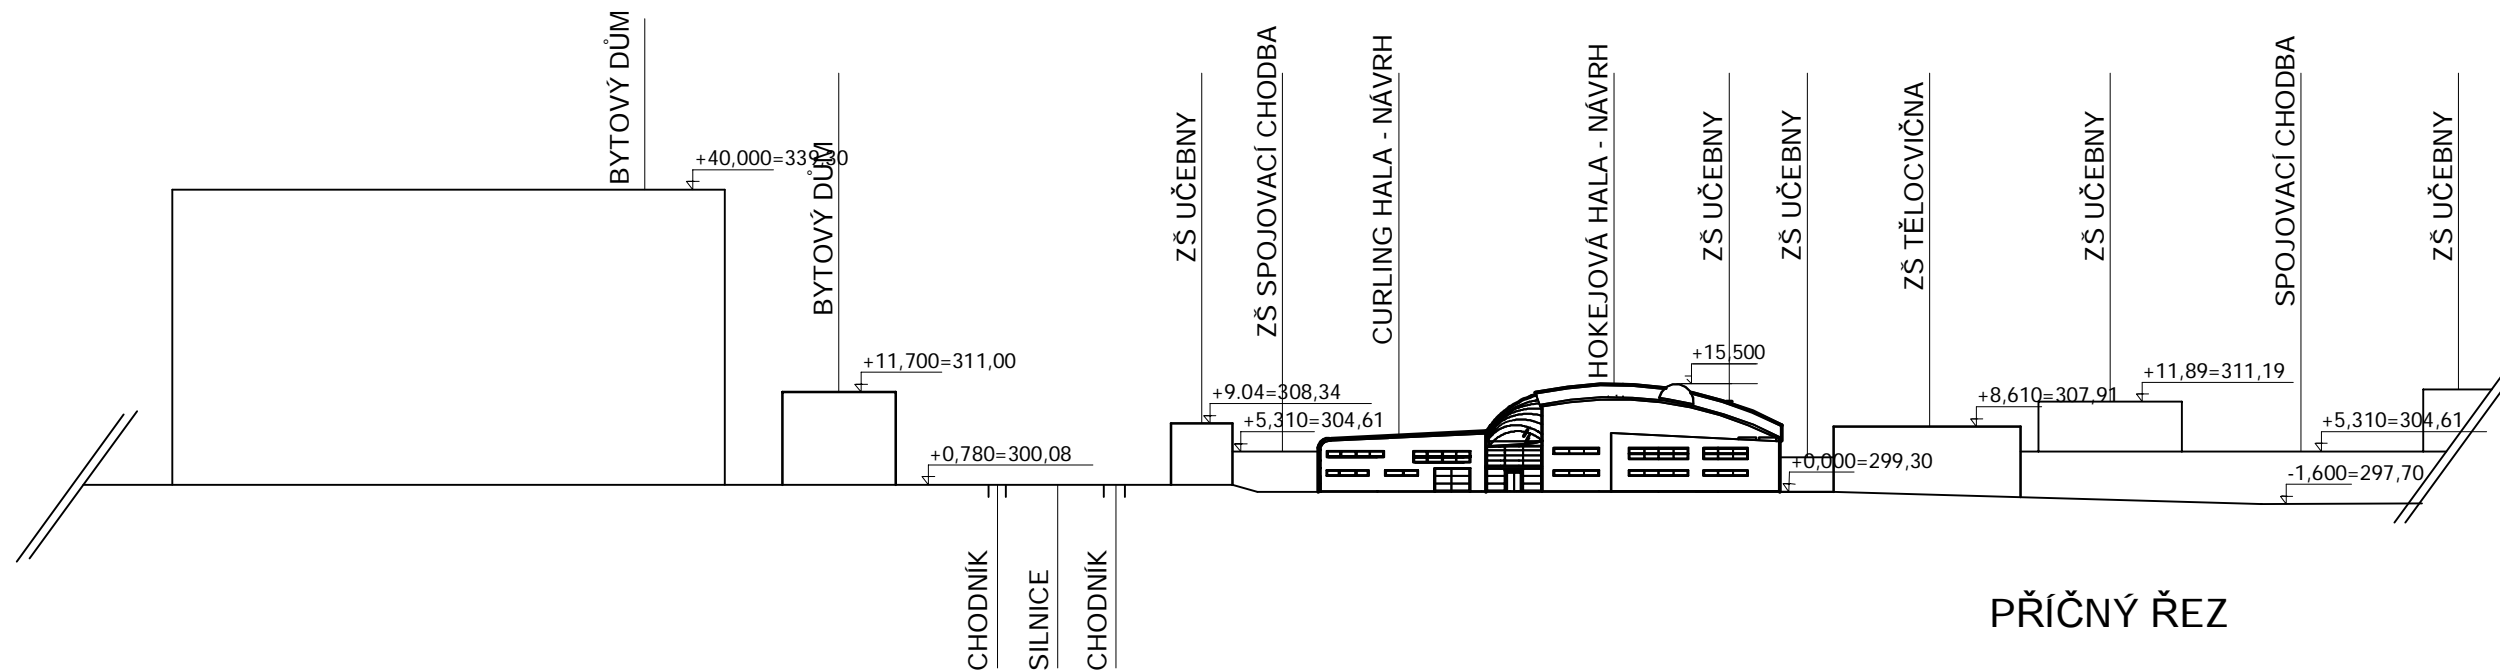 BYTOVÝ DŮM
+40,000=339,30
BYTOVÝ DŮM
+11,700=311,00
+0,780=300,08
CHODNÍK
SILNICE
CHODNÍK
ZŠ UČEBNY
+9.04=308,34
ZŠ SPOJOVACÍ CHODBA
+5,310=304,61
CURLING HALA - NÁVRH
HOKEJOVÁ HALA - NÁVRH
+15,500
ZŠ UČEBNY
ZŠ UČEBNY
+0,000=299,30
ZŠ TĚLOCVIČNA
+8,610=307,91
ZŠ UČEBNY
+11,89=311,19
SPOJOVACÍ CHODBA
+5,310=304,61
-1,600=297,70
ZŠ UČEBNY
PŘÍČNÝ ŘEZ